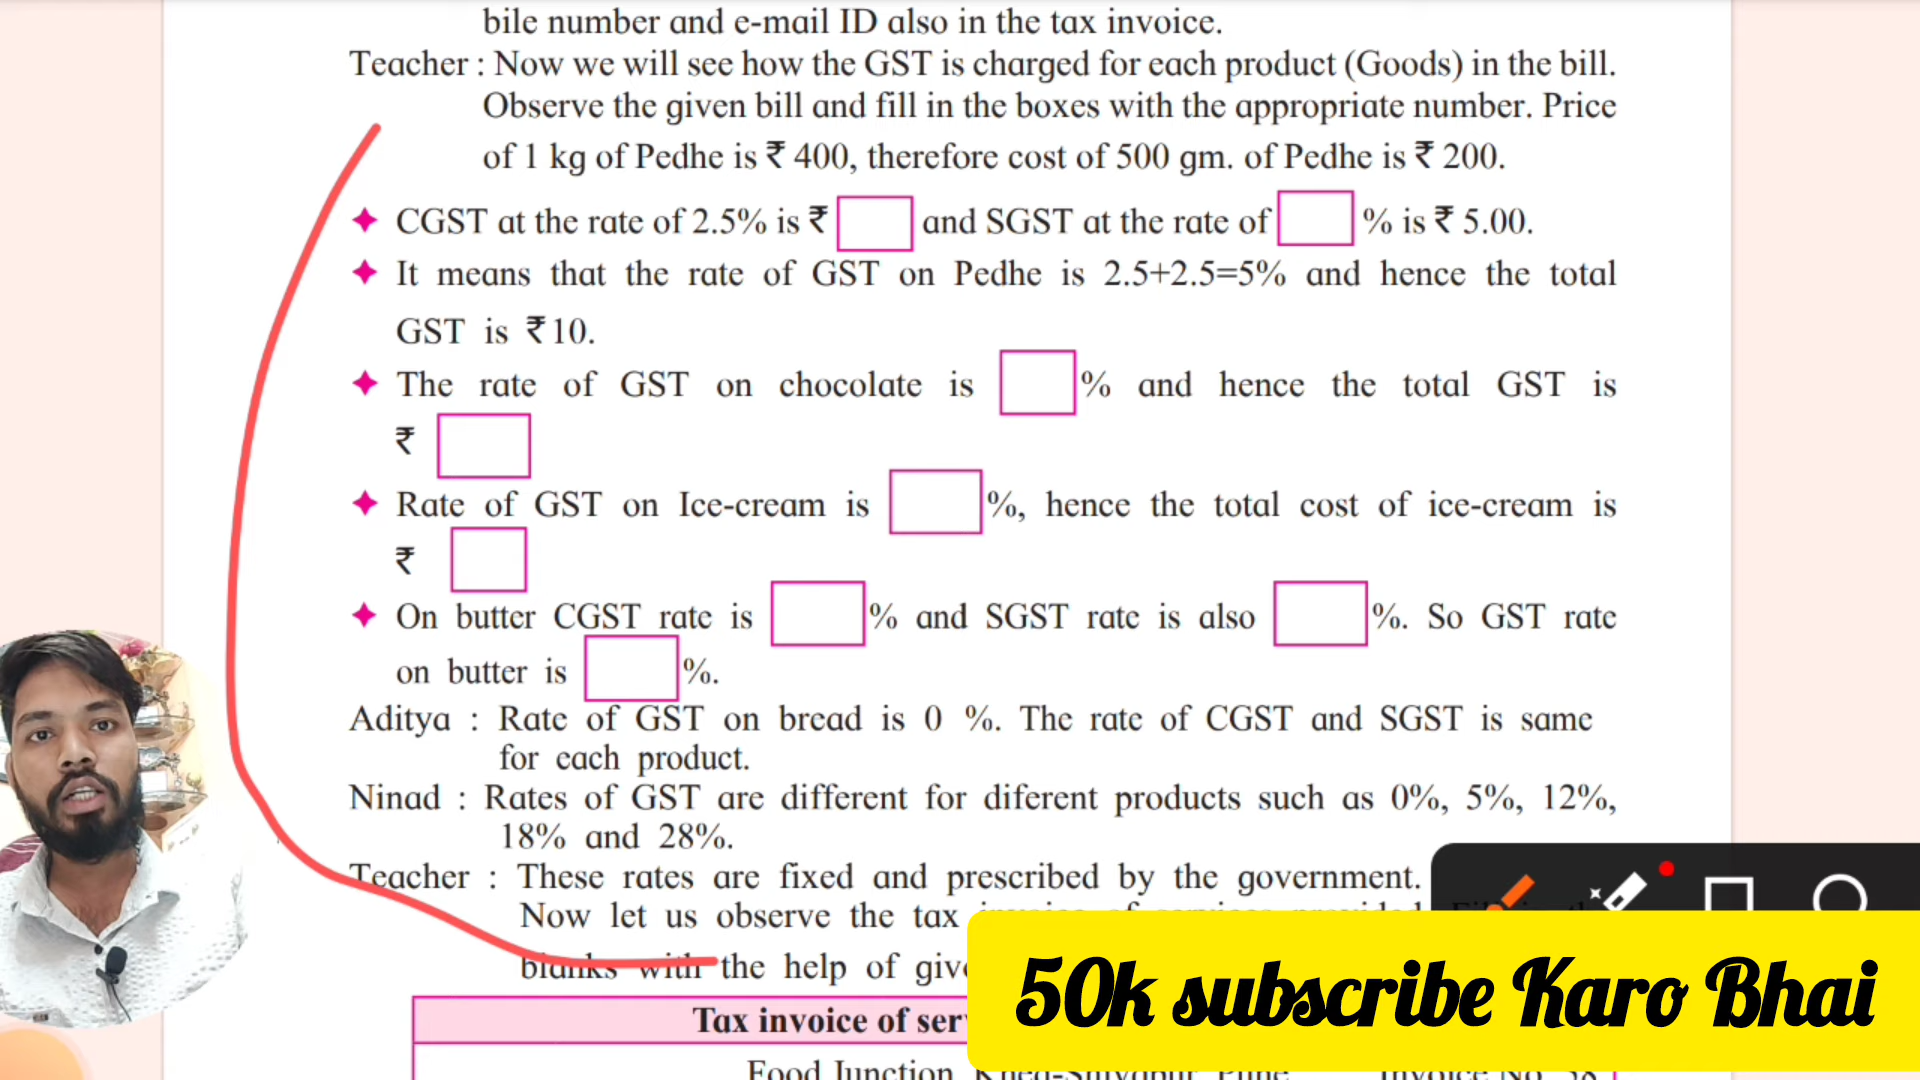 bile number and e-mail ID also in the tax invoice.
Teacher : Now we will see how the GST is charged for each product (Goods) in the bill.
Observe the given bill and fill in the boxes with the appropriate number. Price
of 1 kg of Pedhe is ₹ 400, therefore cost of 500 gm. of Pedhe is ₹ 200.
✦ CGST at the rate of 2.5% is ₹ and SGST at the rate of % is ₹ 5.00.
✦ It means that the rate of GST on Pedhe is 2.5+2.5=5% and hence the total
GST is ₹10.
✦ The rate of GST on chocolate is % and hence the total GST is
₹
✦ Rate of GST on Ice-cream is %, hence the total cost of ice-cream is
₹
✦ On butter CGST rate is % and SGST rate is also %. So GST rate
on butter is %.
Aditya : Rate of GST on bread is 0 %. The rate of CGST and SGST is same
for each product.
Ninad : Rates of GST are different for diferent products such as 0%, 5%, 12%,
18% and 28%.
Teacher : These rates are fixed and prescribed by the government.
Now let us observe the tax
blanks with the help of
Tax invoice of
Food Junction
50k subscribe Karo Bhai